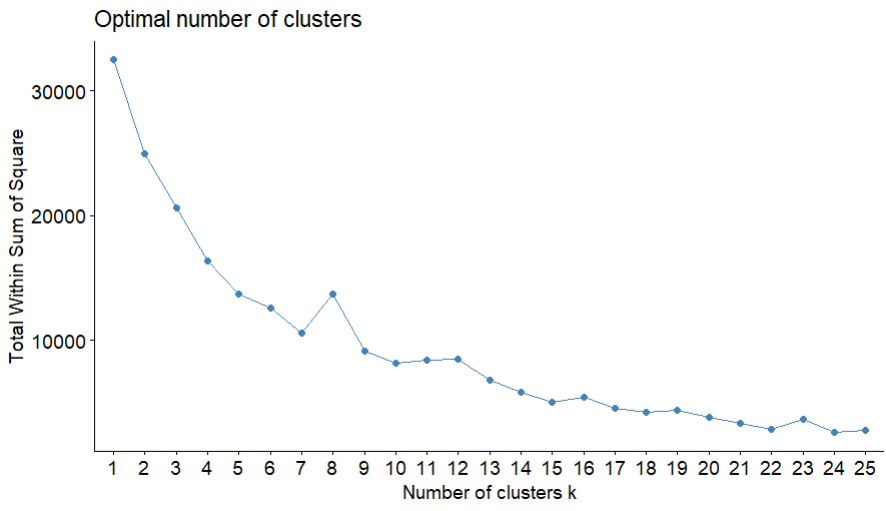 Optimal number of clusters
Total Within Sum of Square
30000
20000
10000
1 2 3 4 5 6 7 8 9 10 11 12 13 14 15 16 17 18 19 20 21 22 23 24 25
Number of clusters k